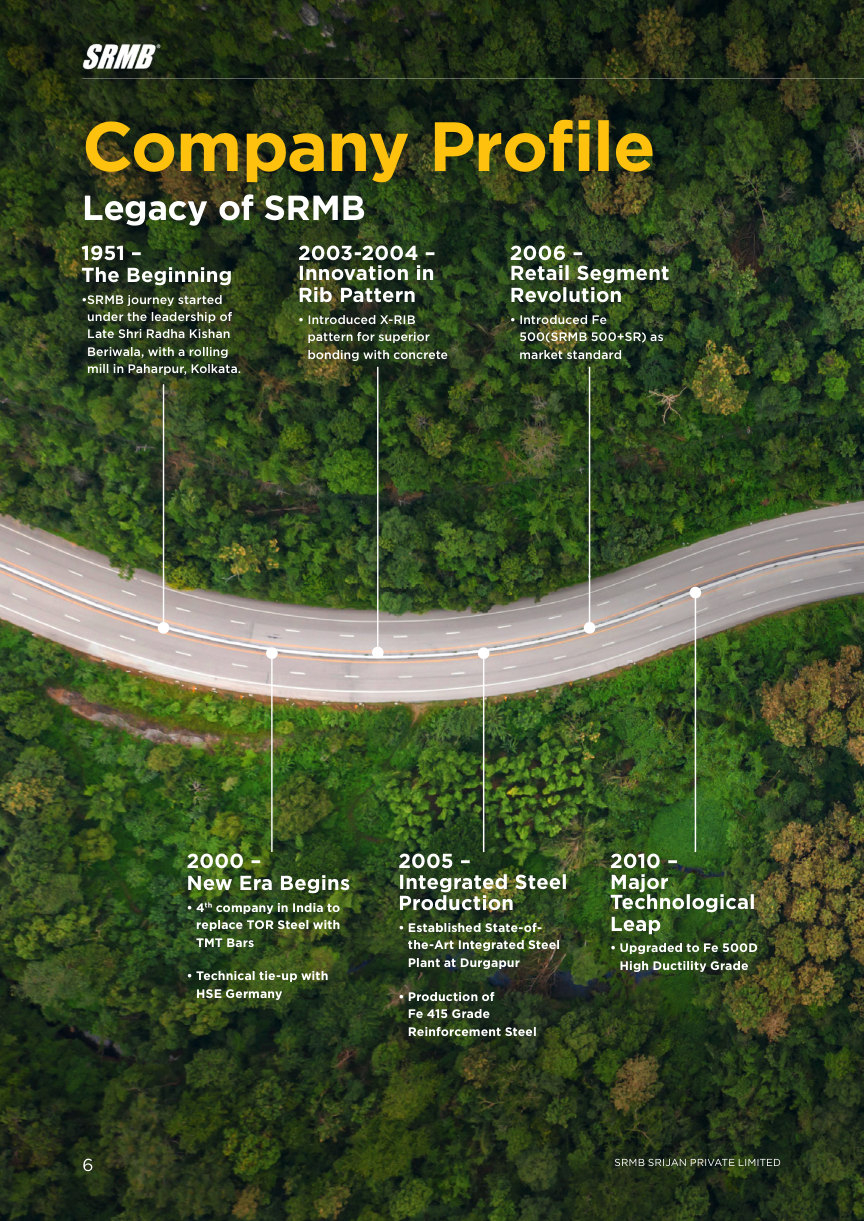 SRMB®
Company Profile
Legacy of SRMB
1951 –
The Beginning
•SRMB journey started
under the leadership of
Late Shri Radha Kishan
Beriwala, with a rolling
mill in Paharpur, Kolkata.
2003-2004 –
Innovation in
Rib Pattern
• Introduced X-RIB
pattern for superior
bonding with concrete
2006 –
Retail Segment
Revolution
• Introduced Fe
500(SRMB 500+SR) as
market standard
2000 –
New Era Begins
• 4th company in India to
replace TOR Steel with
TMT Bars
• Technical tie-up with
HSE Germany
2005 –
Integrated Steel
Production
• Established State-of-
the-Art Integrated Steel
Plant at Durgapur
• Production of
Fe 415 Grade
Reinforcement Steel
2010 –
Major
Technological
Leap
• Upgraded to Fe 500D
High Ductility Grade
6
SRMB SRIJAN PRIVATE LIMITED